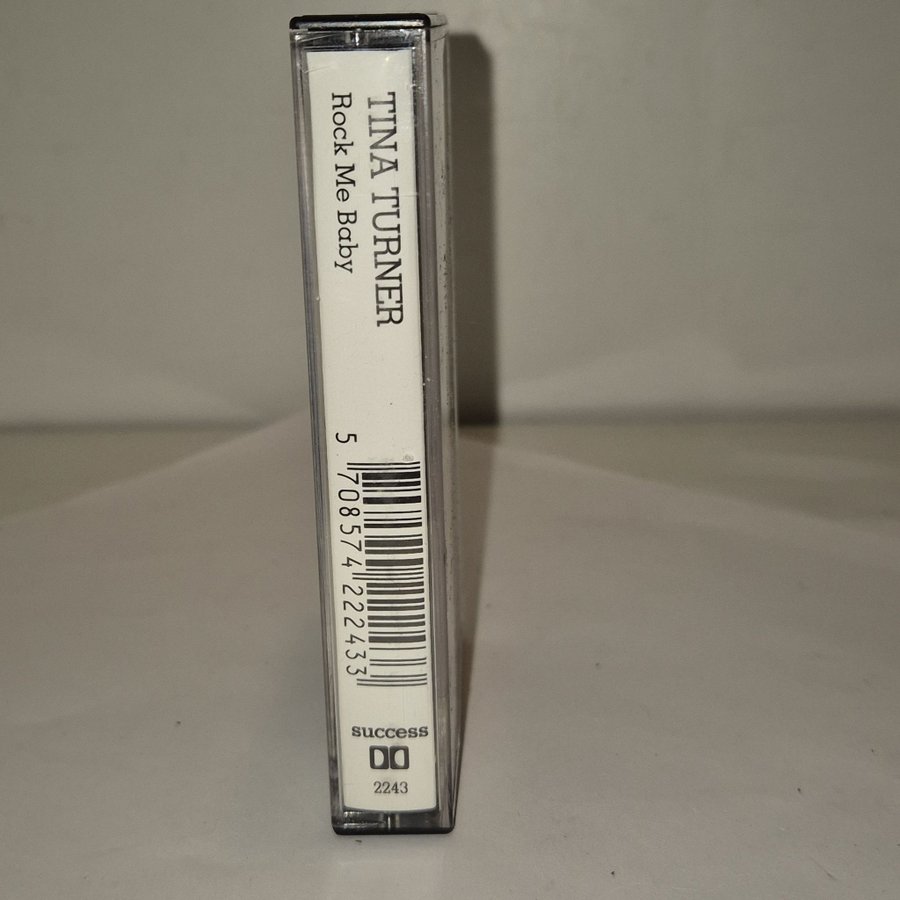 TINA TURNER
Rock Me Baby
5 708574 222433
success
2243